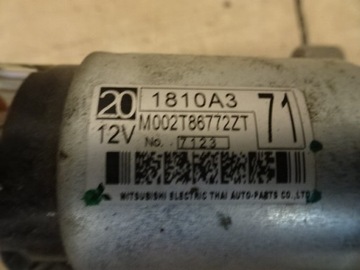 20 1810A3 71
12V M002T86772ZT
No. 7123
MITSUBISHI ELECTRIC THAI AUTO-PARTS CO.,LTD.